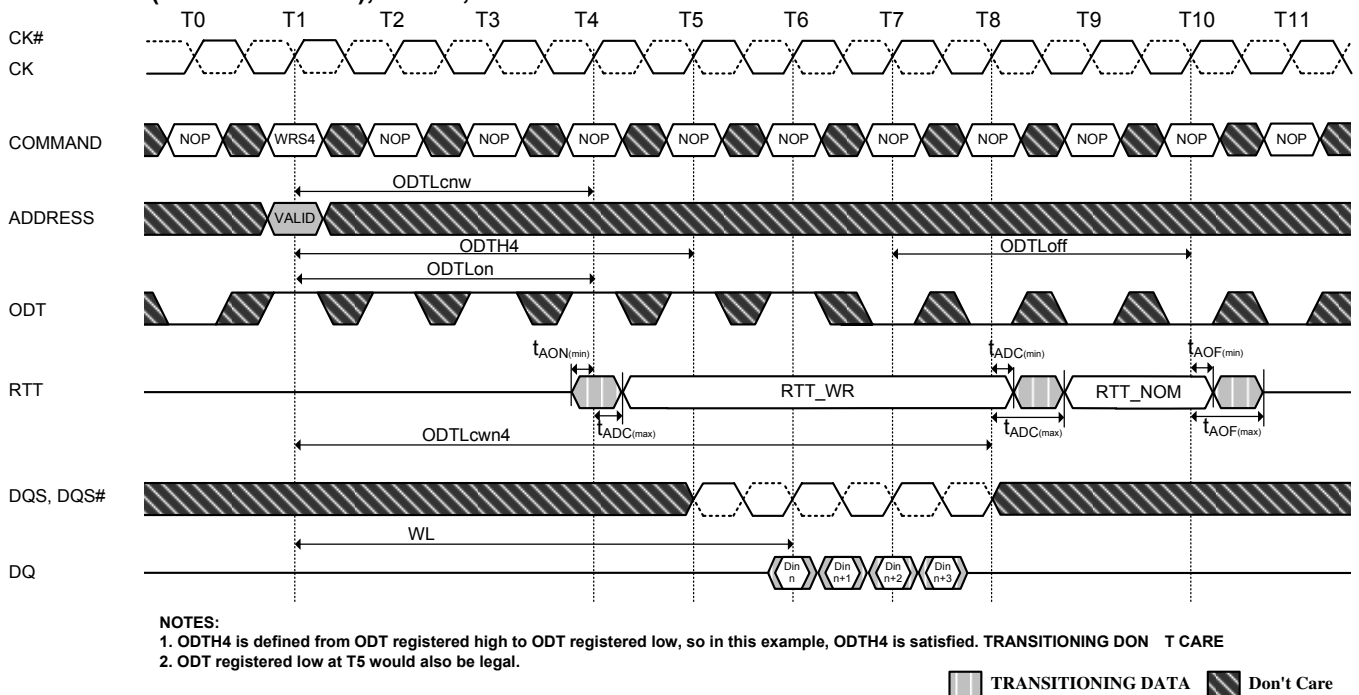 T0 T1 T2 T3 T4 T5 T6 T7 T8 T9 T10 T11
CK#
CK
COMMAND
NOP WRS4 NOP NOP NOP NOP NOP NOP NOP NOP NOP NOP
ODTLcnw
ADDRESS
VALID
ODTH4
ODTLoff
ODTLon
ODT
tAON(min)
tADC(min)
tAOF(min)
RTT
RTT_WR
RTT_NOM
tADC(max)
tADC(max)
tAOF(max)
ODTLcwn4
DQS, DQS#
WL
DQ
Din n
Din n+1
Din n+2
Din n+3
NOTES:
1. ODTH4 is defined from ODT registered high to ODT registered low, so in this example, ODTH4 is satisfied. TRANSITIONING DON T CARE
2. ODT registered low at T5 would also be legal.
TRANSITIONING DATA
Don't Care